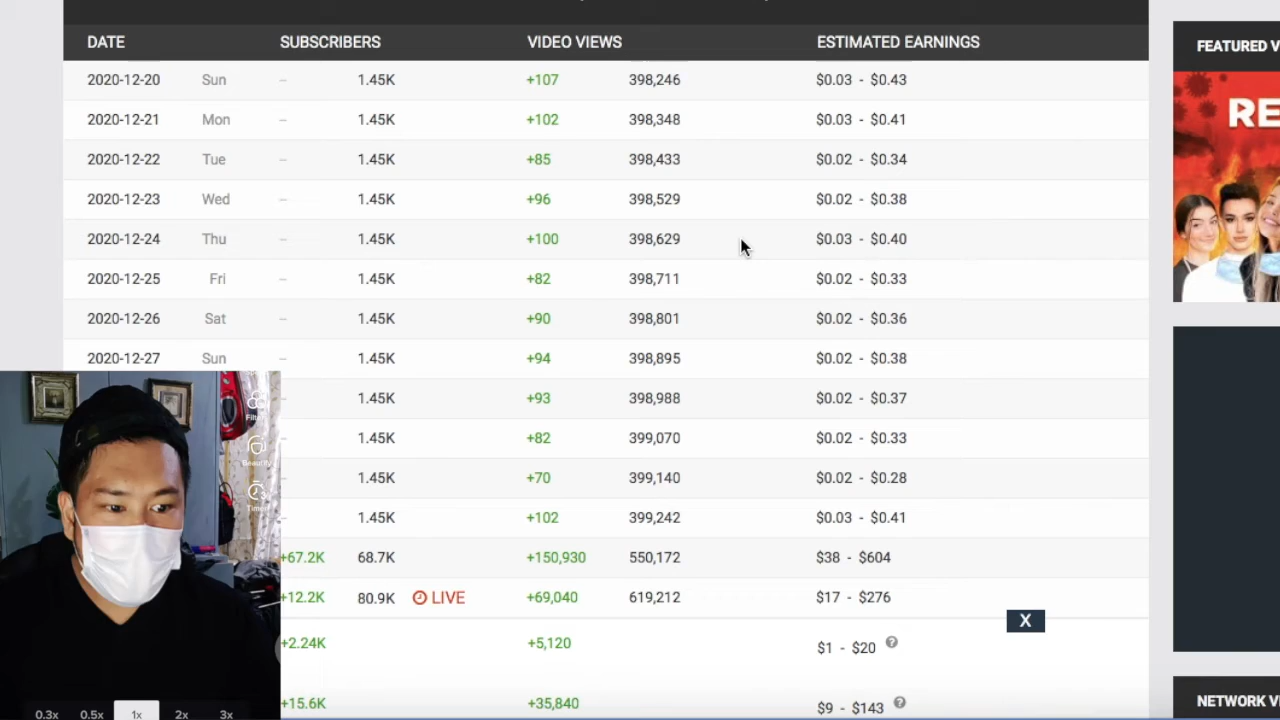 DATE SUBSCRIBERS VIDEO VIEWS ESTIMATED EARNINGS
FEATURED V
2020-12-20 Sun – 1.45K +107 398,246 $0.03 - $0.43
2020-12-21 Mon – 1.45K +102 398,348 $0.03 - $0.41
RE
2020-12-22 Tue – 1.45K +85 398,433 $0.02 - $0.34
2020-12-23 Wed – 1.45K +96 398,529 $0.02 - $0.38
2020-12-24 Thu – 1.45K +100 398,629 $0.03 - $0.40
2020-12-25 Fri – 1.45K +82 398,711 $0.02 - $0.33
2020-12-26 Sat – 1.45K +90 398,801 $0.02 - $0.36
2020-12-27 Sun – 1.45K +94 398,895 $0.02 - $0.38
1.45K +93 398,988 $0.02 - $0.37
1.45K +82 399,070 $0.02 - $0.33
Beauty
1.45K +70 399,140 $0.02 - $0.28
Timer
1.45K +102 399,242 $0.03 - $0.41
+67.2K 68.7K +150,930 550,172 $38 - $604
+12.2K 80.9K LIVE +69,040 619,212 $17 - $276
X
+2.24K +5,120 $1 - $20 ?
+15.6K +35,840 $9 - $143 ?
NETWORK V
0.3x 0.5x 1x 2x 3x